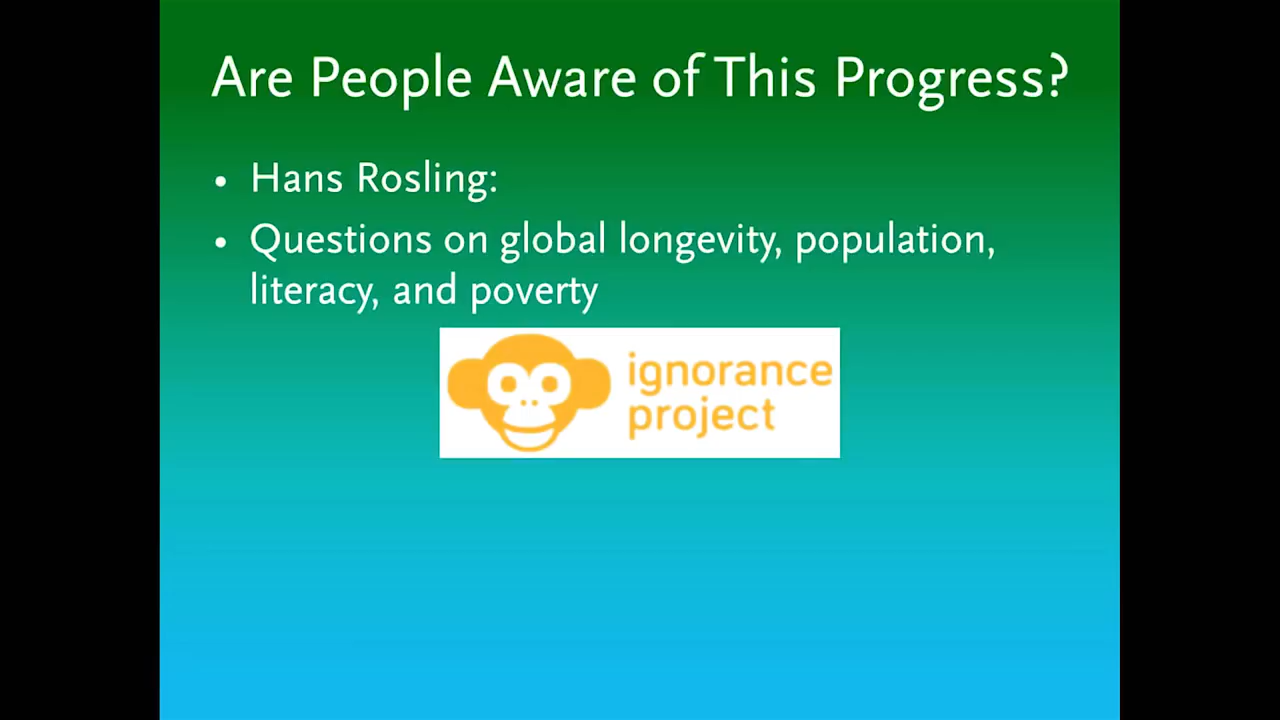 Are People Aware of This Progress?
• Hans Rosling:
• Questions on global longevity, population,
literacy, and poverty
ignorance
project